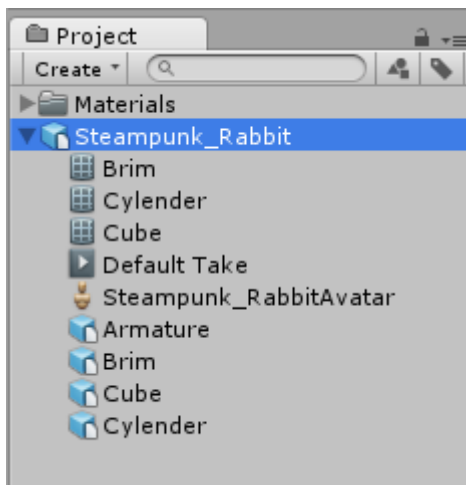 Project
Create
Materials
Steampunk_Rabbit
Brim
Cylender
Cube
Default Take
Steampunk_RabbitAvatar
Armature
Brim
Cube
Cylender